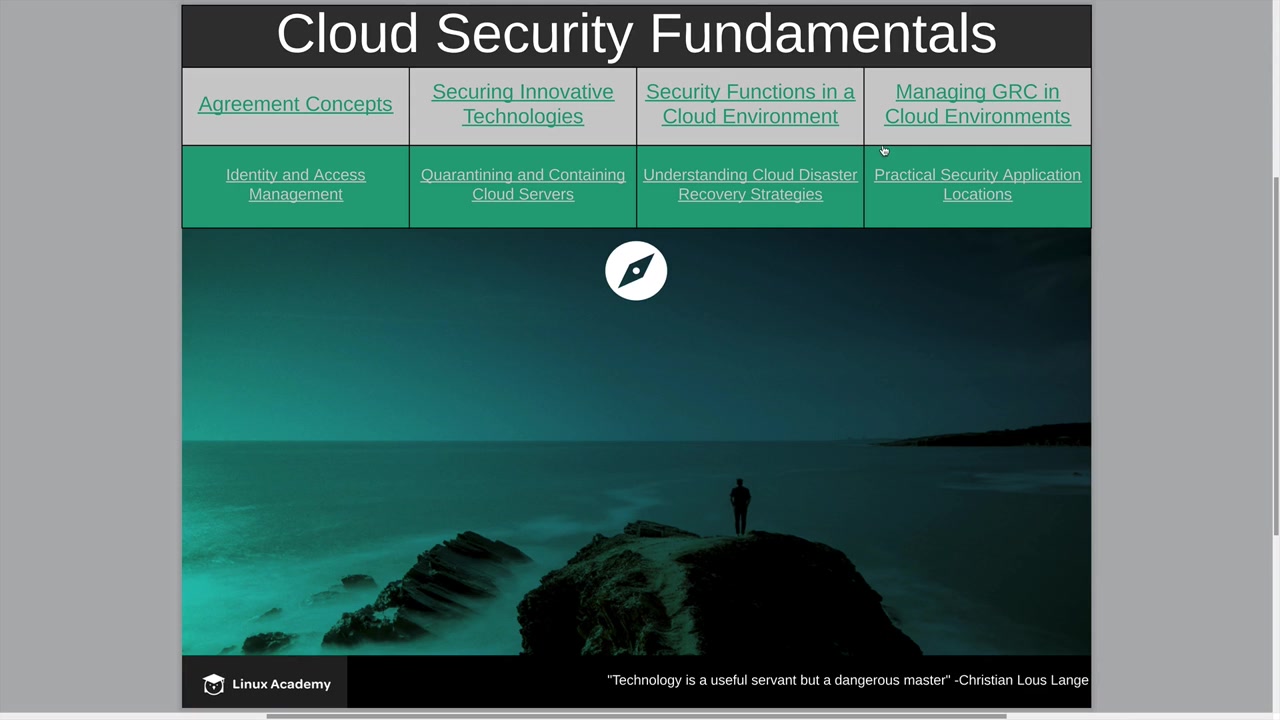 Cloud Security Fundamentals
Agreement Concepts
Securing Innovative
Technologies
Security Functions in a
Cloud Environment
Managing GRC in
Cloud Environments
Identity and Access
Management
Quarantining and Containing
Cloud Servers
Understanding Cloud Disaster
Recovery Strategies
Practical Security Application
Locations
Linux Academy
"Technology is a useful servant but a dangerous master" -Christian Lous Lange